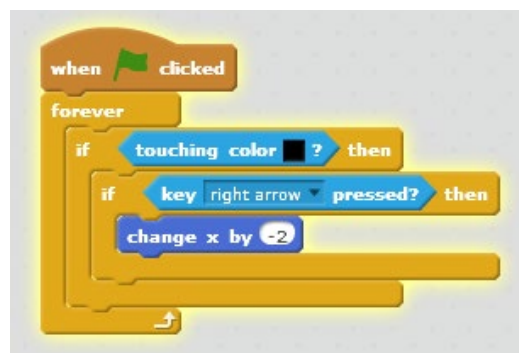 when clicked
forever
if touching color ? then
if key right arrow pressed? then
change x by -2